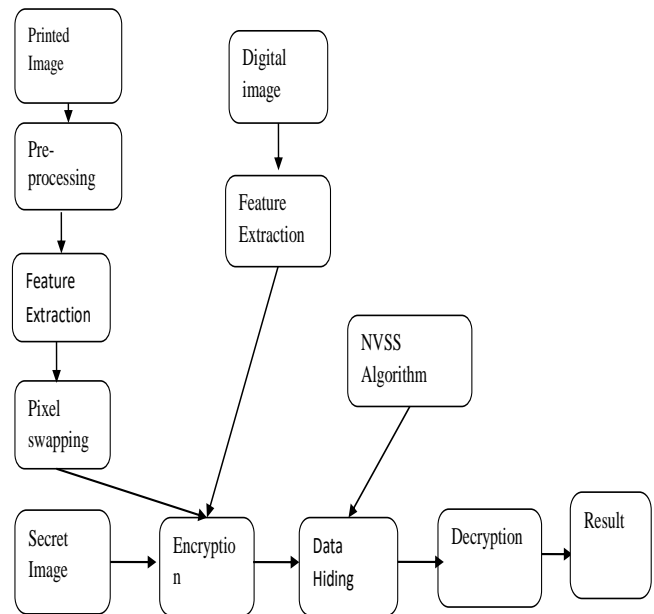 Printed
Image
Digital
image
Pre-
processing
Feature
Extraction
Feature
Extraction
NVSS
Algorithm
Pixel
swapping
Secret
Image
Encryptio
n
Data
Hiding
Decryption
Result